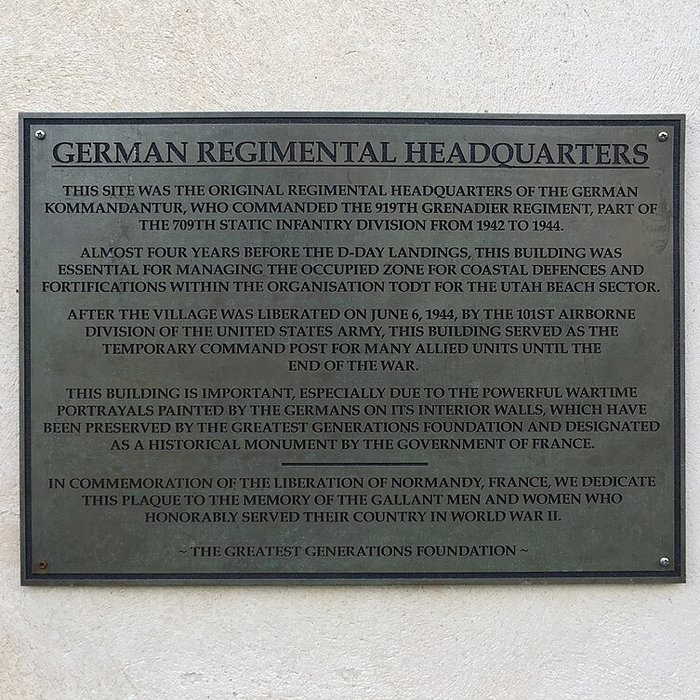 GERMAN REGIMENTAL HEADQUARTERS
THIS SITE WAS THE ORIGINAL REGIMENTAL HEADQUARTERS OF THE GERMAN
KOMMANDANTUR, WHO COMMANDED THE 919TH GRENADIER REGIMENT, PART OF
THE 709TH STATIC INFANTRY DIVISION FROM 1942 TO 1944.
ALMOST FOUR YEARS BEFORE THE D-DAY LANDINGS, THIS BUILDING WAS
ESSENTIAL FOR MANAGING THE OCCUPIED ZONE FOR COASTAL DEFENCES AND
FORTIFICATIONS WITHIN THE ORGANISATION TODT FOR THE UTAH BEACH SECTOR.
AFTER THE VILLAGE WAS LIBERATED ON JUNE 6, 1944, BY THE 101ST AIRBORNE
DIVISION OF THE UNITED STATES ARMY, THIS BUILDING SERVED AS THE
TEMPORARY COMMAND POST FOR MANY ALLIED UNITS UNTIL THE
END OF THE WAR.
THIS BUILDING IS IMPORTANT, ESPECIALLY DUE TO THE POWERFUL WARTIME
PORTRAYALS PAINTED BY THE GERMANS ON ITS INTERIOR WALLS, WHICH HAVE
BEEN PRESERVED BY THE GREATEST GENERATIONS FOUNDATION AND DESIGNATED
AS A HISTORICAL MONUMENT BY THE GOVERNMENT OF FRANCE.
IN COMMEMORATION OF THE LIBERATION OF NORMANDY, FRANCE, WE DEDICATE
THIS PLAQUE TO THE MEMORY OF THE GALLANT MEN AND WOMEN WHO
HONORABLY SERVED THEIR COUNTRY IN WORLD WAR II.
~ THE GREATEST GENERATIONS FOUNDATION ~